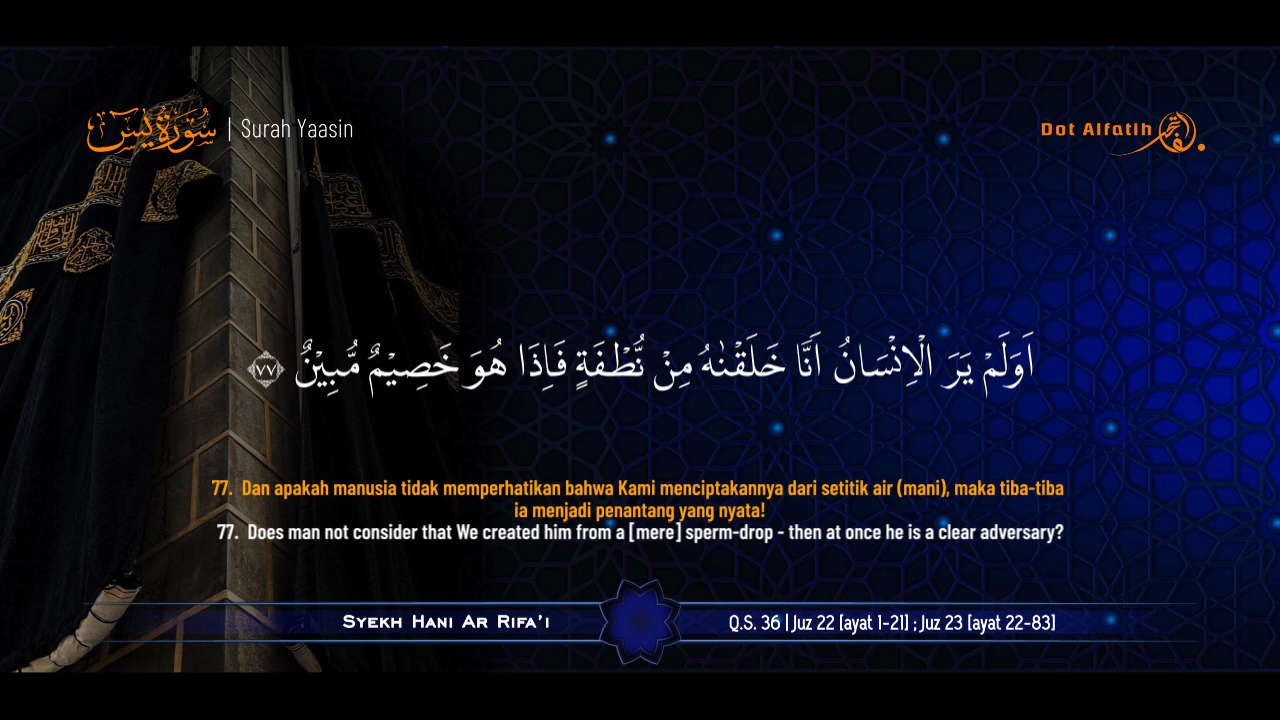 سُوْرَةُ يٰسٓ | Surah Yaasin
Dot Alfatih
اَوَلَمْ يَرَ الْاِنْسَانُ اَنَّا خَلَقْنٰهُ مِنْ نُّطْفَةٍ فَاِذَا هُوَ خَصِيْمٌ مُّبِيْنٌ ٧٧
77. Dan apakah manusia tidak memperhatikan bahwa Kami menciptakannya dari setitik air (mani), maka tiba-tiba
ia menjadi penantang yang nyata!
77. Does man not consider that We created him from a [mere] sperm-drop - then at once he is a clear adversary?
Syekh Hani Ar Rifa'i
Q.S. 36 | Juz 22 [ayat 1-21] ; Juz 23 [ayat 22-83]